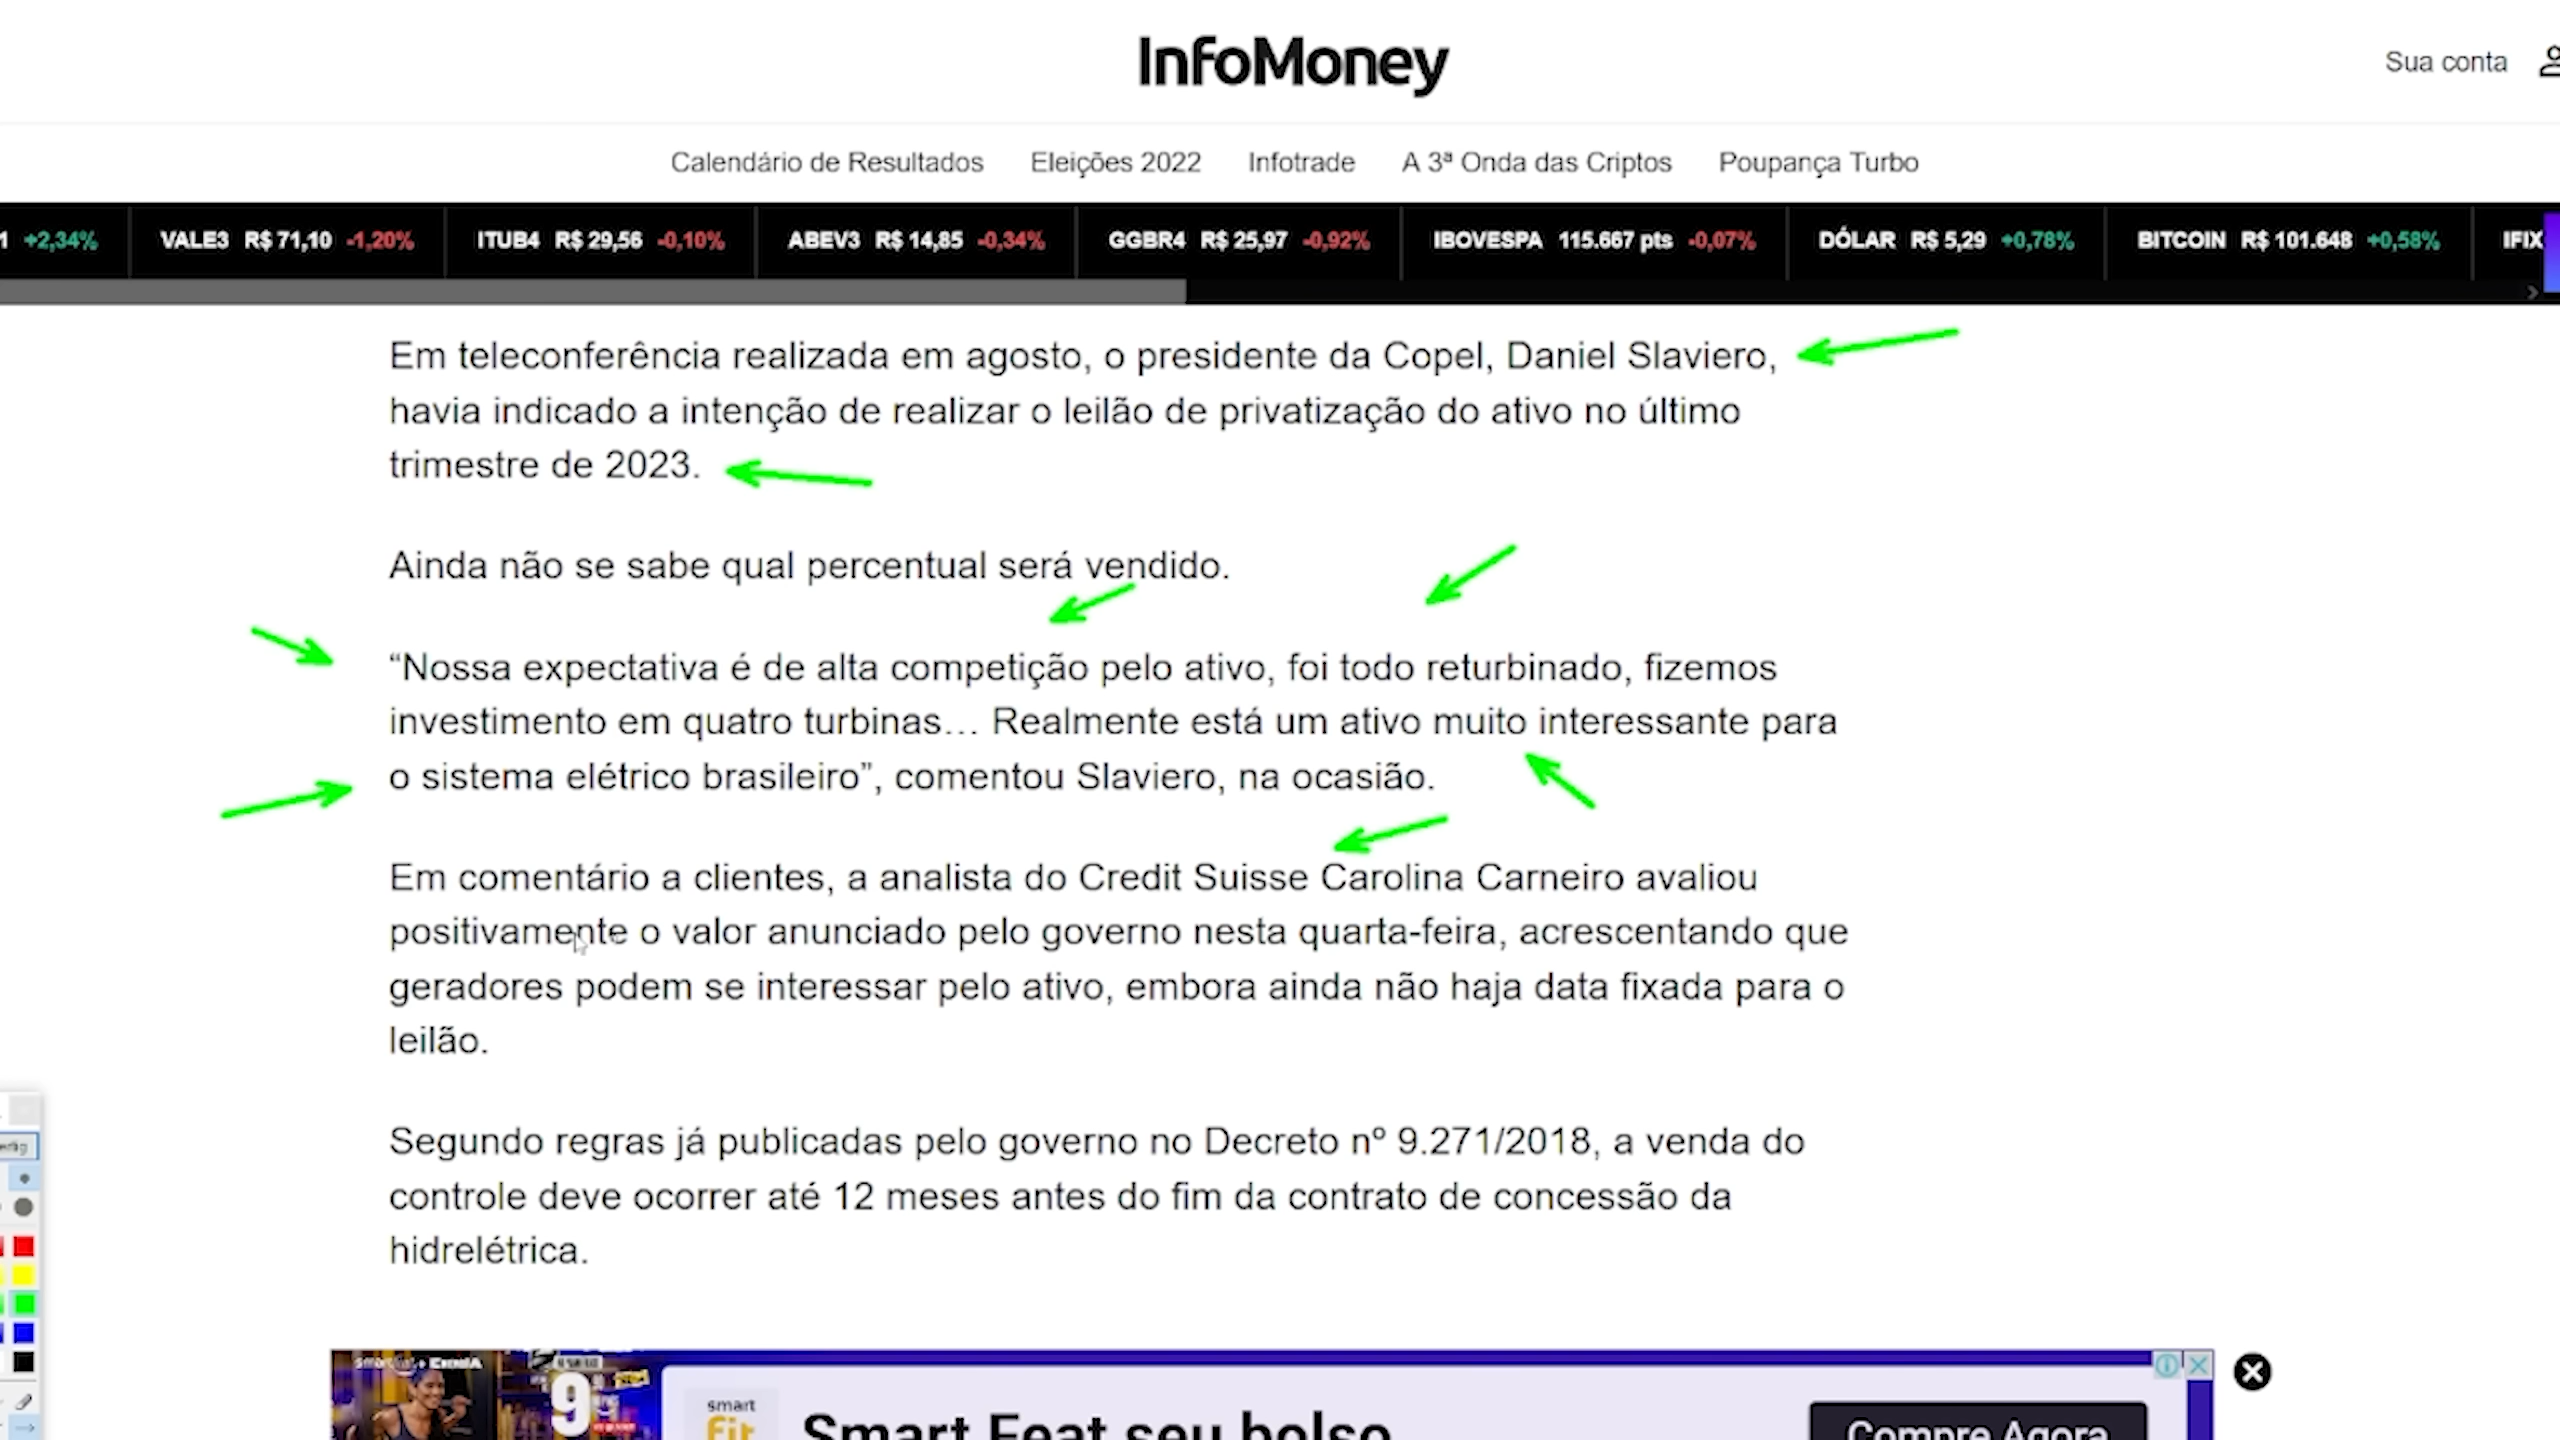 InfoMoney
Sua conta
Calendário de Resultados Eleições 2022 Infotrade A 3ª Onda das Criptos Poupança Turbo
1 +2,34% VALE3 R$ 71,10 -1,20% ITUB4 R$ 29,56 -0,10% ABEV3 R$ 14,85 -0,34% GGBR4 R$ 25,97 -0,92% IBOVESPA 115.667 pts -0,07% DÓLAR R$ 5,29 +0,78% BITCOIN R$ 101.648 +0,58% IFIX
Em teleconferência realizada em agosto, o presidente da Copel, Daniel Slaviero,
havia indicado a intenção de realizar o leilão de privatização do ativo no último
trimestre de 2023.
Ainda não se sabe qual percentual será vendido.
“Nossa expectativa é de alta competição pelo ativo, foi todo returbinado, fizemos
investimento em quatro turbinas… Realmente está um ativo muito interessante para
o sistema elétrico brasileiro”, comentou Slaviero, na ocasião.
Em comentário a clientes, a analista do Credit Suisse Carolina Carneiro avaliou
positivamente o valor anunciado pelo governo nesta quarta-feira, acrescentando que
geradores podem se interessar pelo ativo, embora ainda não haja data fixada para o
leilão.
Segundo regras já publicadas pelo governo no Decreto nº 9.271/2018, a venda do
controle deve ocorrer até 12 meses antes do fim da contrato de concessão da
hidrelétrica.
9
smart
fit
Smart Feat seu bolso
Compre Agora